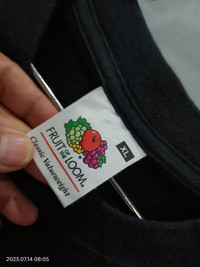 FRUIT OF THE LOOM®
Classic Valueweight
XL
2023.07.14 08:05